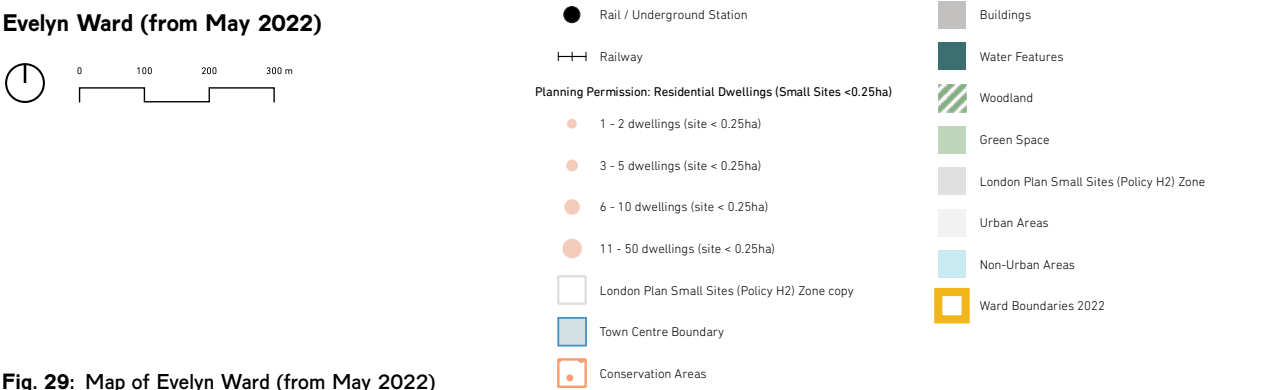 Evelyn Ward (from May 2022)
0 100 200 300 m
Rail / Underground Station
Railway
Planning Permission: Residential Dwellings (Small Sites <0.25ha)
1 - 2 dwellings (site < 0.25ha)
3 - 5 dwellings (site < 0.25ha)
6 - 10 dwellings (site < 0.25ha)
11 - 50 dwellings (site < 0.25ha)
London Plan Small Sites (Policy H2) Zone copy
Town Centre Boundary
Conservation Areas
Buildings
Water Features
Woodland
Green Space
London Plan Small Sites (Policy H2) Zone
Urban Areas
Non-Urban Areas
Ward Boundaries 2022
Fig. 29: Map of Evelyn Ward (from May 2022)